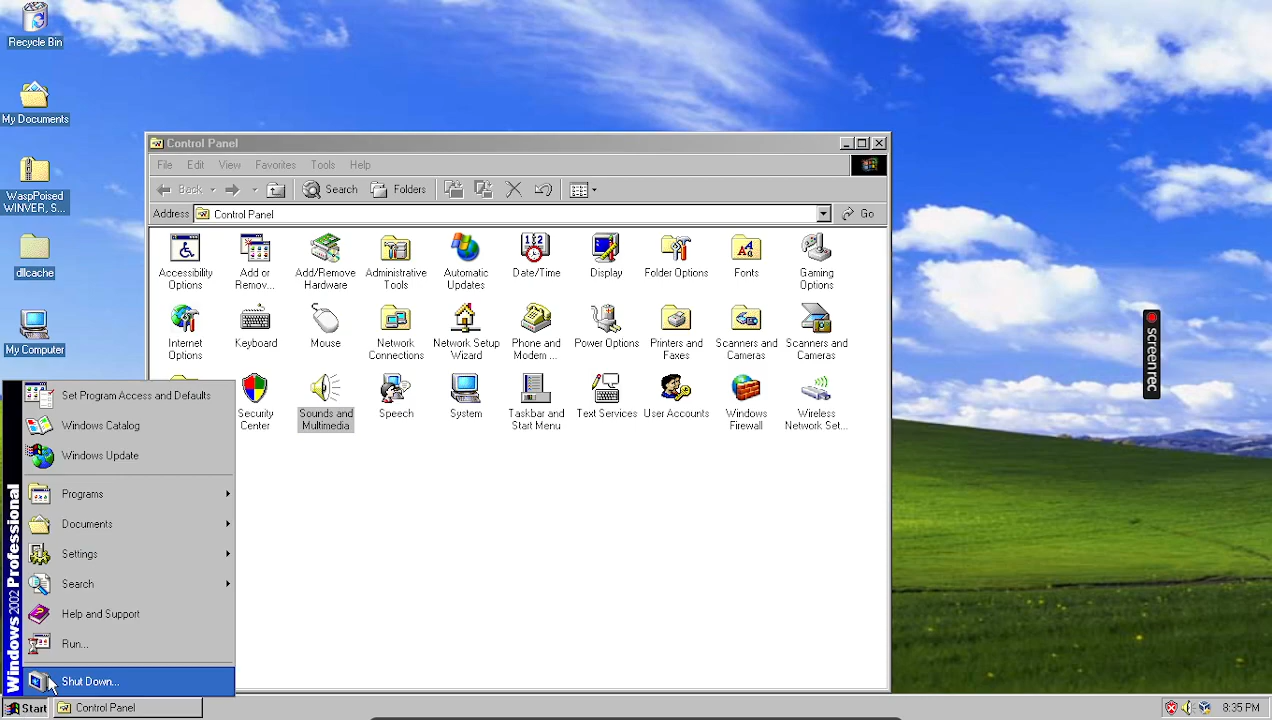 Recycle Bin
My Documents
WaspPoised
WINVER, S...
dllcache
My Computer
Control Panel
File Edit View Favorites Tools Help
Back Search Folders
Address Control Panel Go
Accessibility
Options
Add or
Remov...
Add/Remove
Hardware
Administrative
Tools
Automatic
Updates
Date/Time
Display
Folder Options
Fonts
Gaming
Options
Internet
Options
Keyboard
Mouse
Network
Connections
Network Setup
Wizard
Phone and
Modem ...
Power Options
Printers and
Faxes
Scanners and
Cameras
Scanners and
Cameras
Security
Center
Sounds and
Multimedia
Speech
System
Taskbar and
Start Menu
Text Services
User Accounts
Windows
Firewall
Wireless
Network Set...
screenrec
Set Program Access and Defaults
Windows Catalog
Windows Update
Programs
Documents
Settings
Search
Help and Support
Run...
Shut Down...
Windows 2002 Professional
Start
Control Panel
8:35 PM